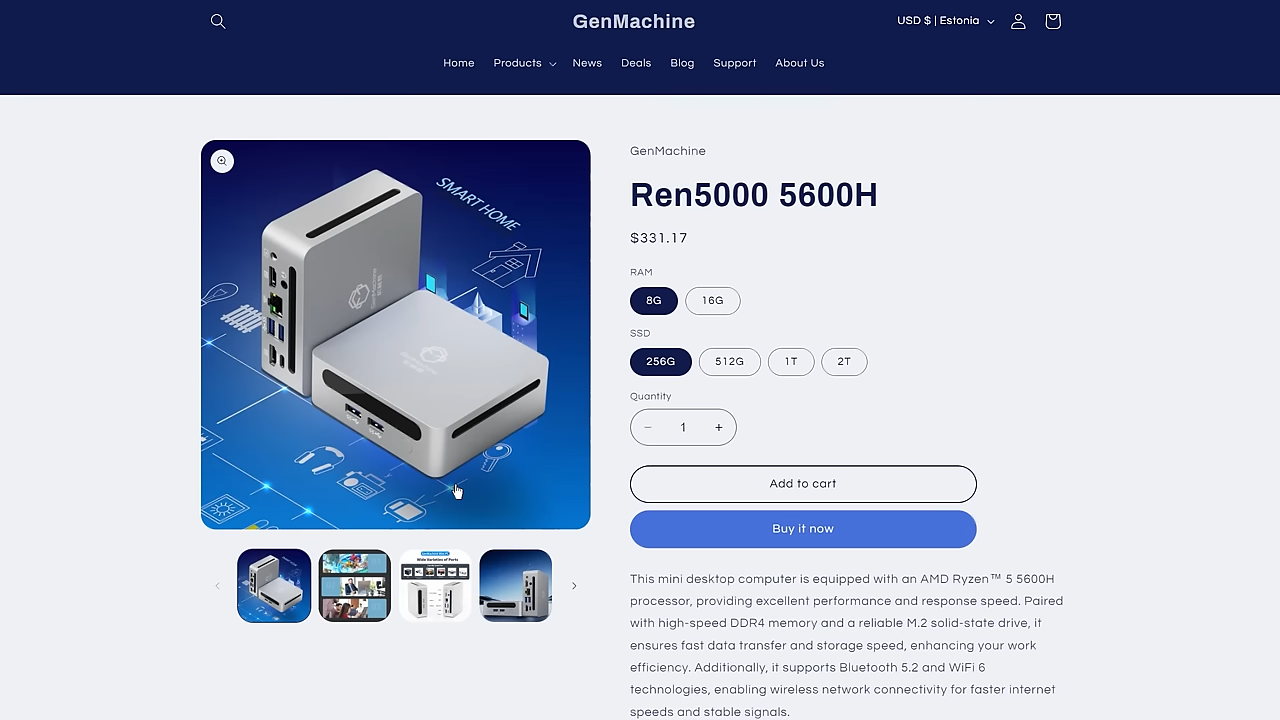 GenMachine
USD $ | Estonia
Home
Products
News
Deals
Blog
Support
About Us
SMART HOME
GenMachine
GenMachine
Ren5000 5600H
$331.17
RAM
8G
16G
SSD
256G
512G
1T
2T
Quantity
1
Add to cart
Buy it now
This mini desktop computer is equipped with an AMD Ryzen™ 5 5600H
processor, providing excellent performance and response speed. Paired
with high-speed DDR4 memory and a reliable M.2 solid-state drive, it
ensures fast data transfer and storage speed, enhancing your work
efficiency. Additionally, it supports Bluetooth 5.2 and WiFi 6
technologies, enabling wireless network connectivity for faster internet
speeds and stable signals.
Wide Varieties of Ports